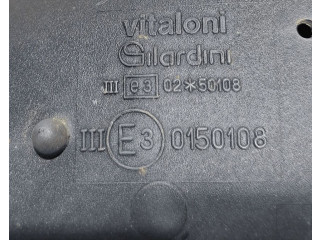 vitaloni
Gilardini
III e3 02*50108
III E3 0150108